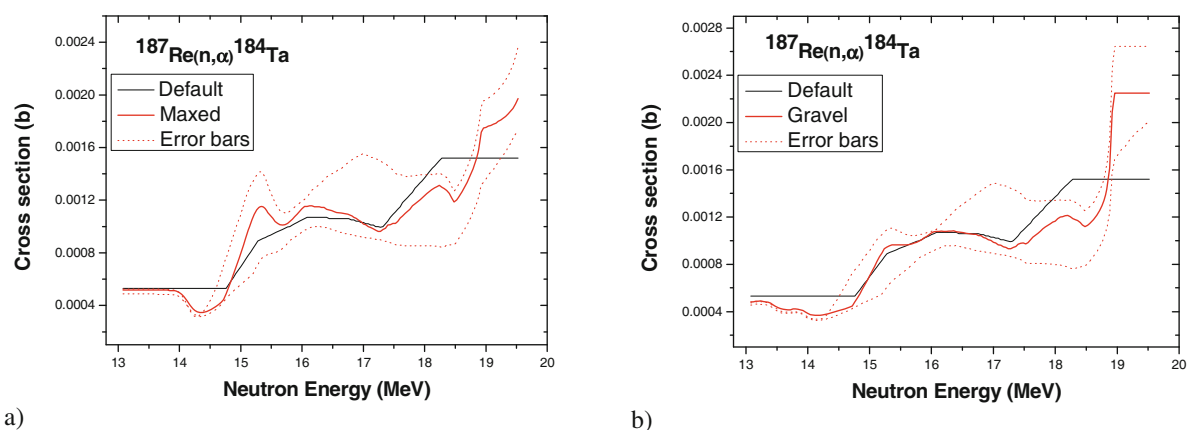 187Re(n,α)184Ta
Default
Maxed
Error bars
Cross section (b)
0.0024
0.0020
0.0016
0.0012
0.0008
0.0004
13 14 15 16 17 18 19 20
Neutron Energy (MeV)
a)
187Re(n,α)184Ta
Default
Gravel
Error bars
Cross section (b)
0.0028
0.0024
0.0020
0.0016
0.0012
0.0008
0.0004
13 14 15 16 17 18 19 20
Neutron Energy (MeV)
b)